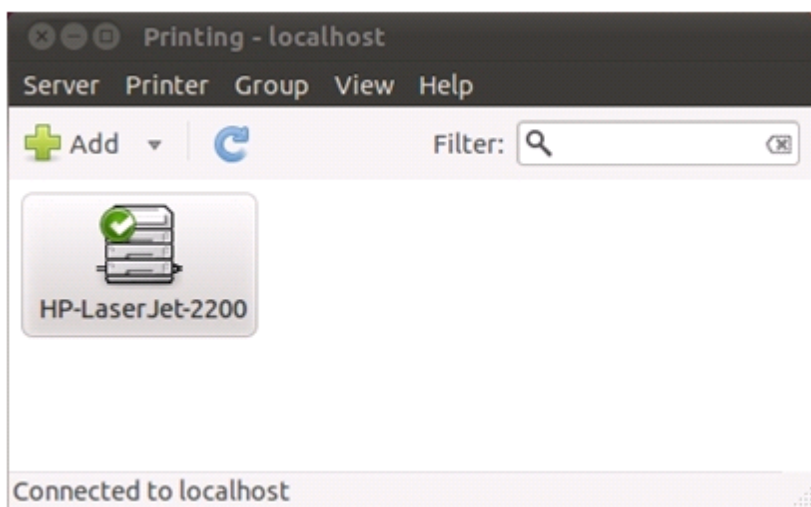 Printing - localhost
Server Printer Group View Help
Add Filter:
HP-LaserJet-2200
Connected to localhost